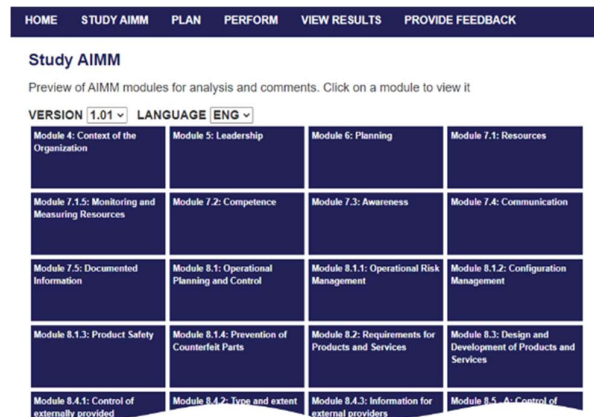 HOME STUDY AIMM PLAN PERFORM VIEW RESULTS PROVIDE FEEDBACK
Study AIMM
Preview of AIMM modules for analysis and comments. Click on a module to view it
VERSION 1.01 LANGUAGE ENG
Module 4: Context of the
Organization
Module 5: Leadership
Module 6: Planning
Module 7.1: Resources
Module 7.1.5: Monitoring and
Measuring Resources
Module 7.2: Competence
Module 7.3: Awareness
Module 7.4: Communication
Module 7.5: Documented
Information
Module 8.1: Operational
Planning and Control
Module 8.1.1: Operational Risk
Management
Module 8.1.2: Configuration
Management
Module 8.1.3: Product Safety
Module 8.1.4: Prevention of
Counterfeit Parts
Module 8.2: Requirements for
Products and Services
Module 8.3: Design and
Development of Products and
Services
Module 8.4.1: Control of
externally provided
Module 8.4.2: Type and extent
Module 8.4.3: Information for
external providers
Module 8.5 A: Control of